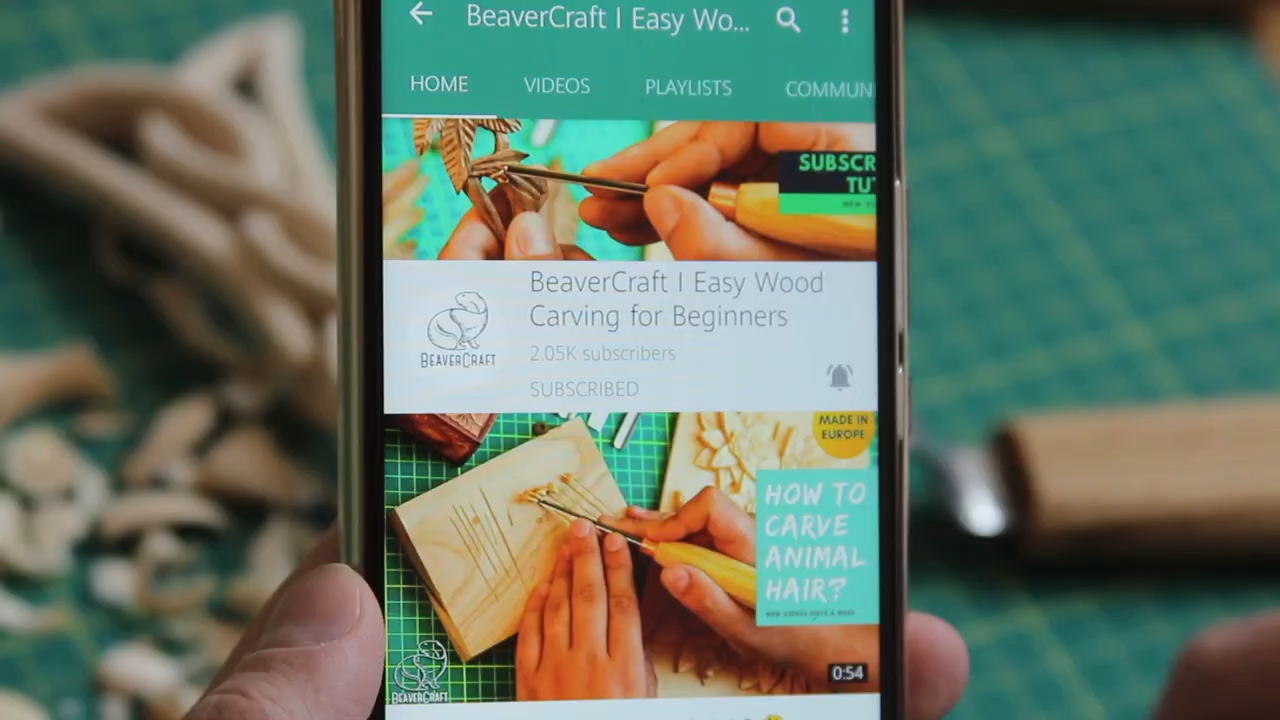 BeaverCraft I Easy Wo...
HOME VIDEOS PLAYLISTS COMMUN
SUBSCR
TU
BeaverCraft I Easy Wood
Carving for Beginners
BEAVERCRAFT
2.05K subscribers
SUBSCRIBED
MADE IN
EUROPE
HOW TO
CARVE
ANIMAL
HAIR?
0:54
BEAVERCRAFT